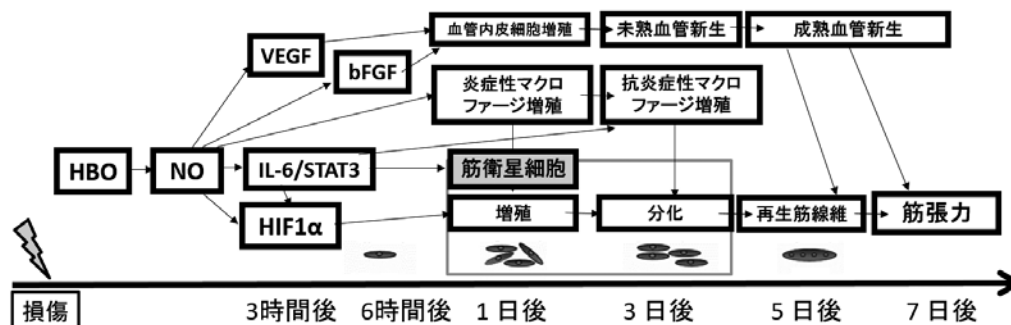 血管内皮細胞増殖
未熟血管新生
成熟血管新生
VEGF
bFGF
炎症性マクロ
ファージ増殖
抗炎症性マクロ
ファージ増殖
HBO
NO
IL-6/STAT3
筋衛星細胞
HIF1α
増殖
分化
再生筋線維
筋張力
損傷
3時間後
6時間後
1日後
3日後
5日後
7日後